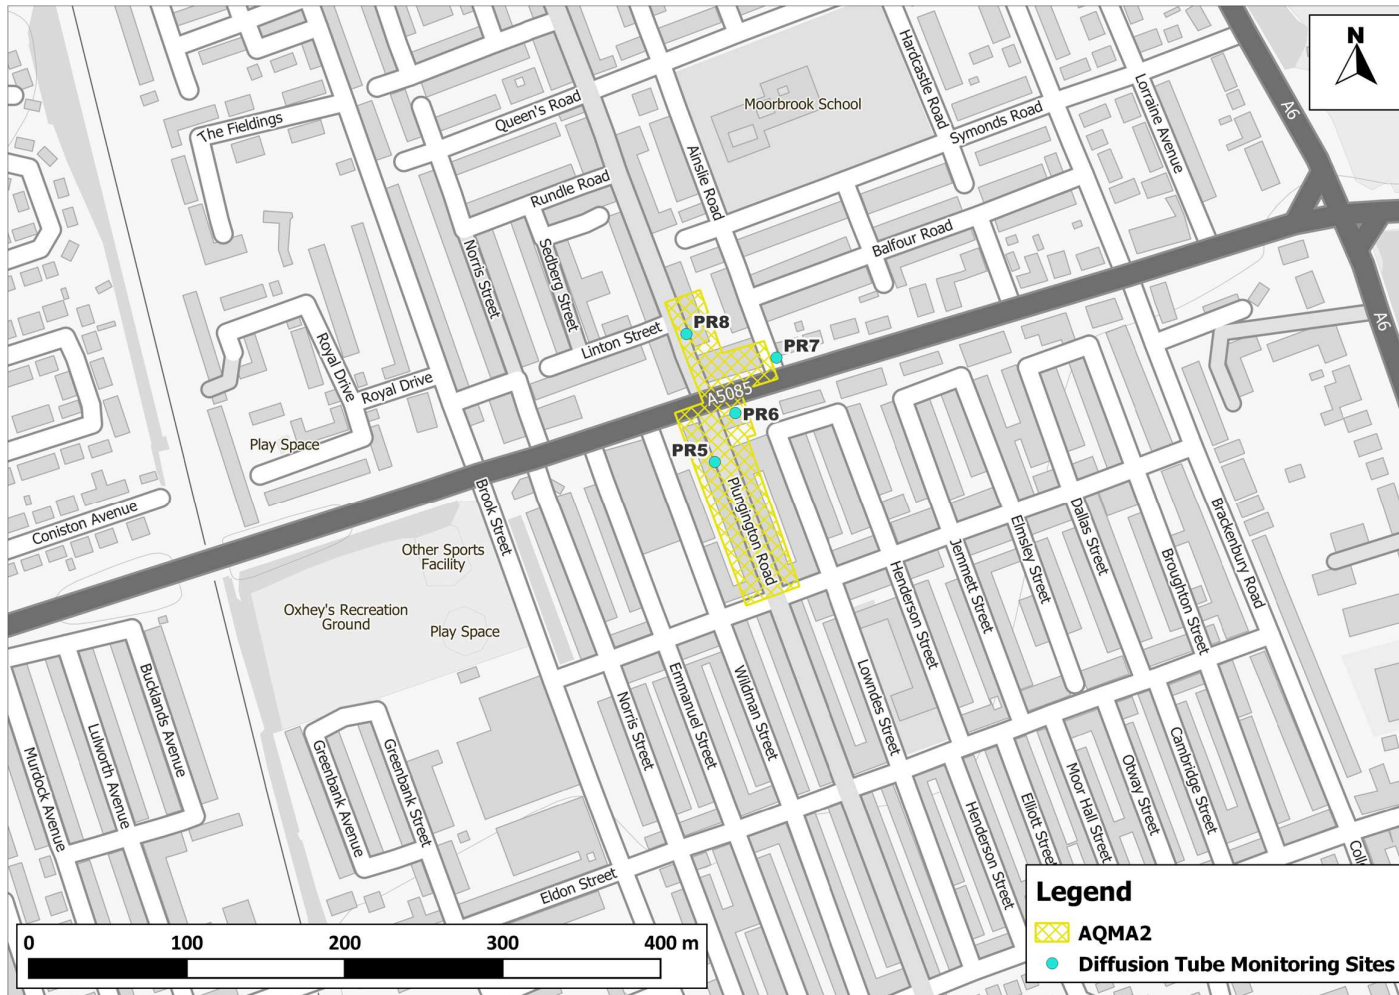 N
A6
Hardcastle Road
Lorraine Avenue
Moorbrook School
Queen's Road
The Fieldings
Symonds Road
Ainslie Road
Rundle Road
Balfour Road
Norris Street
Sedberg Street
A6
PR8
Linton Street
PR7
Royal Drive
Royal Drive
A5085
PR6
Play Space
PR5
Plungington Road
Brook Street
Coniston Avenue
Other Sports
Facility
Oxhey's Recreation
Ground
Play Space
Elmsley Street
Dallas Street
Brackenbury Road
Jemmett Street
Henderson Street
Broughton Street
Bucklands Avenue
Lulworth Avenue
Murdock Avenue
Greenbank Avenue
Greenbank Street
Norris Street
Emmanuel Street
Wildman Street
Lowndes Street
Cambridge Street
Otway Street
Moor Hall Street
Elliott Street
Henderson Street
Eldon Street
Colle
0 100 200 300 400 m
Legend
AQMA2
Diffusion Tube Monitoring Sites